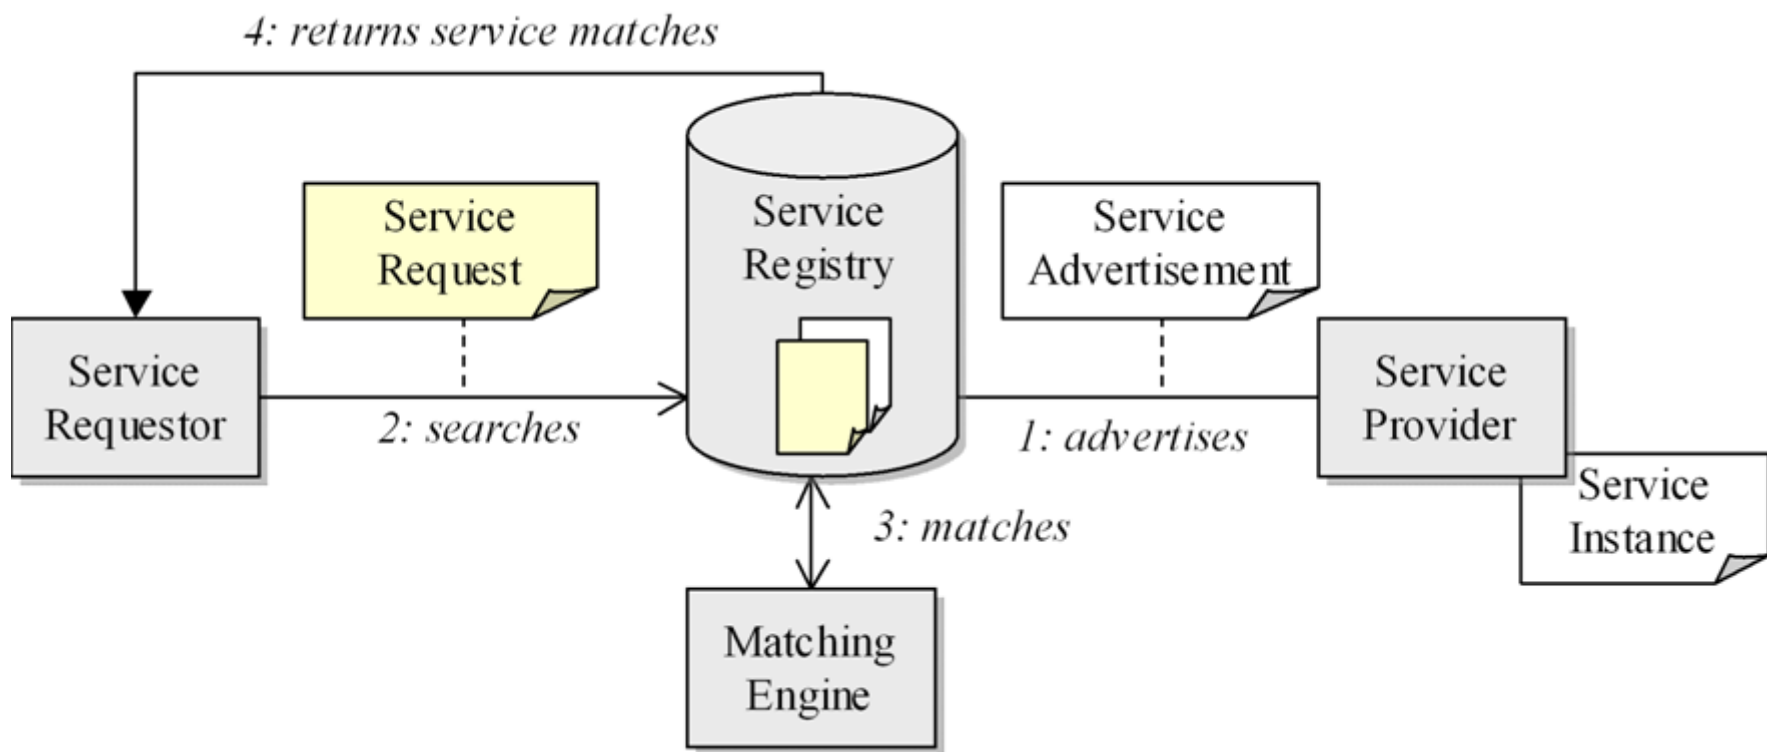 4: returns service matches
Service
Request
Service
Registry
Service
Advertisement
Service
Requestor
2: searches
1: advertises
Service
Provider
Service
Instance
3: matches
Matching
Engine